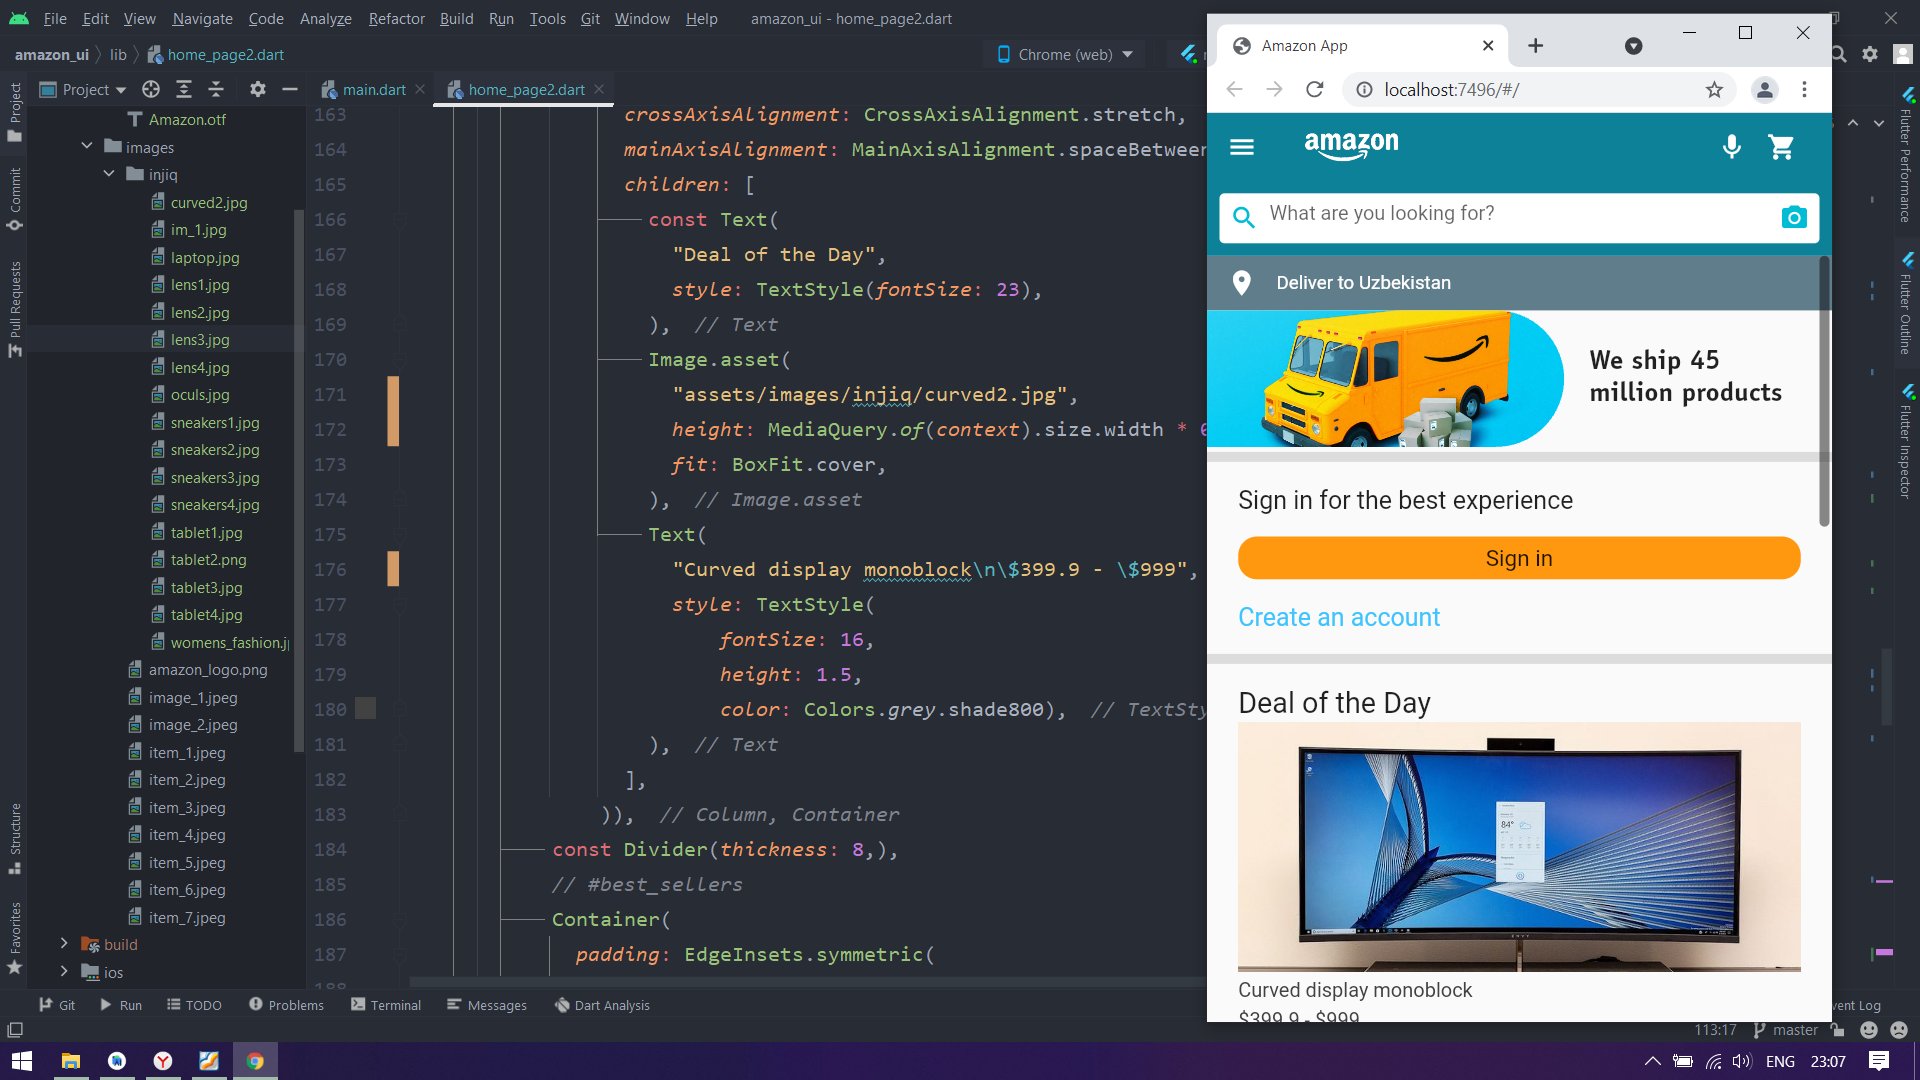 File Edit View Navigate Code Analyze Refactor Build Run Tools Git Window Help amazon_ui - home_page2.dart
amazon_ui lib home_page2.dart Chrome (web)
Project
main.dart home_page2.dart
Project
Commit
Pull Requests
Structure
Favorites
Amazon.otf
images
injiq
curved2.jpg
im_1.jpg
laptop.jpg
lens1.jpg
lens2.jpg
lens3.jpg
lens4.jpg
oculs.jpg
sneakers1.jpg
sneakers2.jpg
sneakers3.jpg
sneakers4.jpg
tablet1.jpg
tablet2.png
tablet3.jpg
tablet4.jpg
womens_fashion.j
amazon_logo.png
image_1.jpeg
image_2.jpeg
item_1.jpeg
item_2.jpeg
item_3.jpeg
item_4.jpeg
item_5.jpeg
item_6.jpeg
item_7.jpeg
build
ios
163 crossAxisAlignment: CrossAxisAlignment.stretch,
164 mainAxisAlignment: MainAxisAlignment.spaceBetween
165 children: [
166 const Text(
167 "Deal of the Day",
168 style: TextStyle(fontSize: 23),
169 ), // Text
170 Image.asset(
171 "assets/images/injiq/curved2.jpg",
172 height: MediaQuery.of(context).size.width *
173 fit: BoxFit.cover,
174 ), // Image.asset
175 Text(
176 "Curved display monoblock\n\$399.9 - \$999",
177 style: TextStyle(
178 fontSize: 16,
179 height: 1.5,
180 color: Colors.grey.shade800), // TextSty
181 ), // Text
182 ],
183 )), // Column, Container
184 const Divider(thickness: 8,),
185 // #best_sellers
186 Container(
187 padding: EdgeInsets.symmetric(
188
Amazon App
localhost:7496/#/
amazon
What are you looking for?
Deliver to Uzbekistan
We ship 45
million products
Sign in for the best experience
Sign in
Create an account
Deal of the Day
84°
ENVY
Curved display monoblock
$399.9 - $999
Flutter Performance
Flutter Outline
Flutter Inspector
Git Run TODO Problems Terminal Messages Dart Analysis vent Log
113:17 master
ENG 23:07